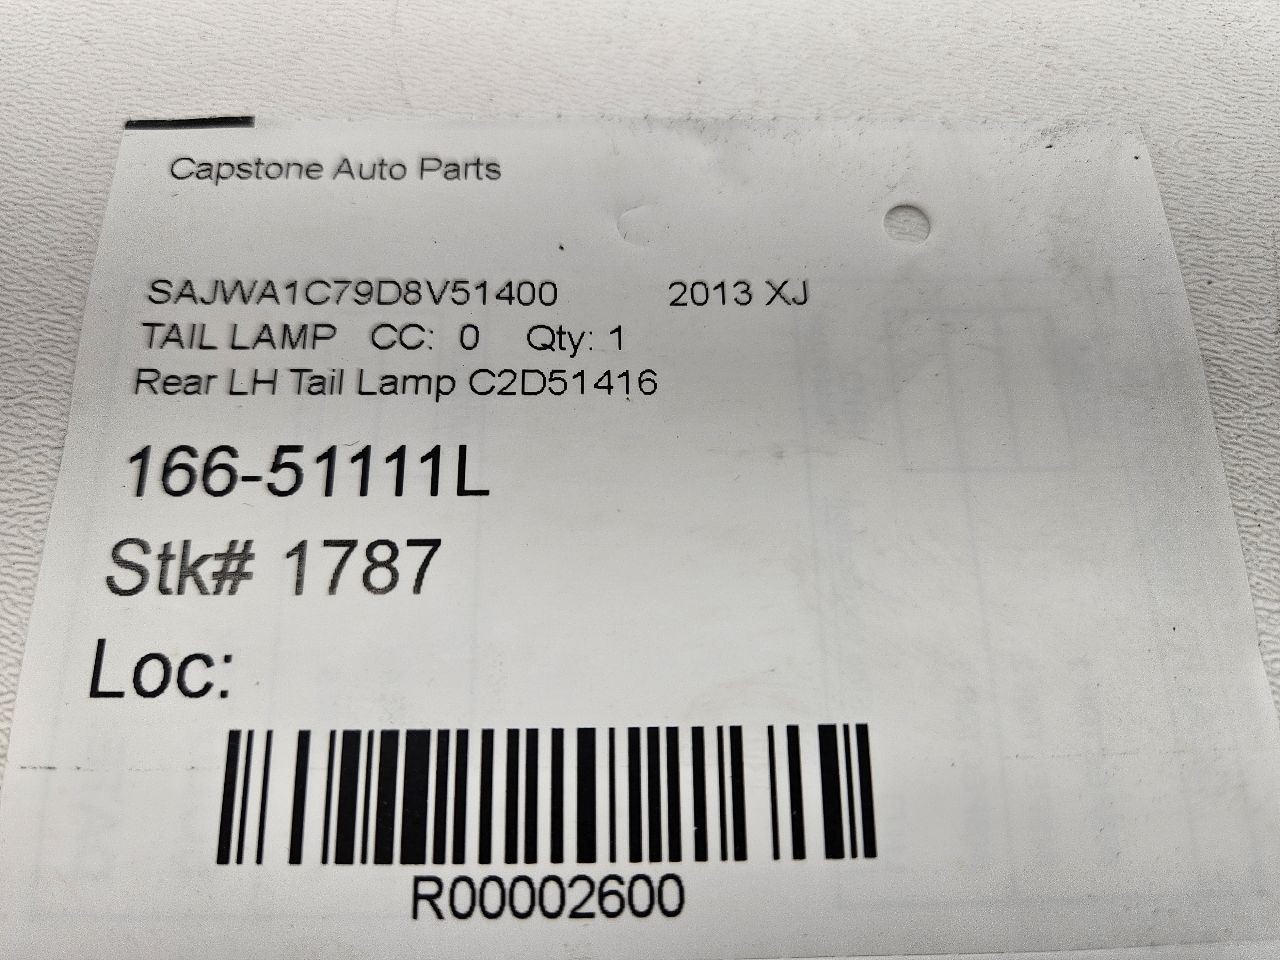 Capstone Auto Parts
SAJWA1C79D8V51400 2013 XJ
TAIL LAMP CC: 0 Qty: 1
Rear LH Tail Lamp C2D51416
166-51111L
Stk# 1787
Loc:
R00002600